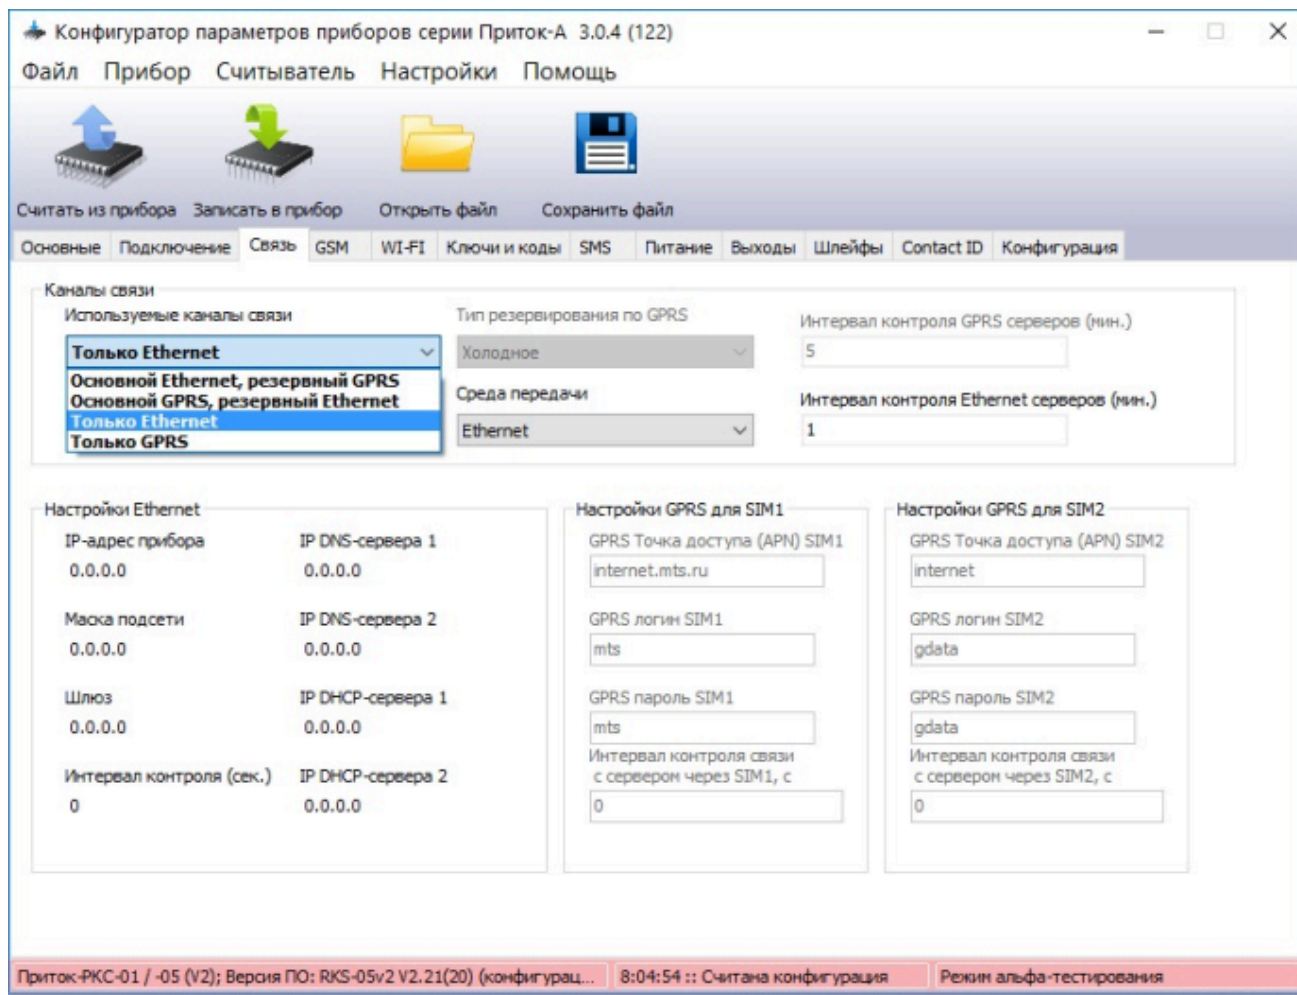 Конфигуратор параметров приборов серии Приток-А 3.0.4 (122)
Файл Прибор Считыватель Настройки Помощь
Считать из прибора Записать в прибор Открыть файл Сохранить файл
Основные Подключение Связь GSM WI-FI Ключи и коды SMS Питание Выходы Шлейфы Contact ID Конфигурация
Каналы связи
Используемые каналы связи
Только Ethernet
Основной Ethernet, резервный GPRS
Основной GPRS, резервный Ethernet
Только Ethernet
Только GPRS
Тип резервирования по GPRS
Холодное
Среда передачи
Ethernet
Интервал контроля GPRS серверов (мин.)
5
Интервал контроля Ethernet серверов (мин.)
1
Настройки Ethernet
IP-адрес прибора
0.0.0.0
Маска подсети
0.0.0.0
Шлюз
0.0.0.0
Интервал контроля (сек.)
0
IP DNS-сервера 1
0.0.0.0
IP DNS-сервера 2
0.0.0.0
IP DHCP-сервера 1
0.0.0.0
IP DHCP-сервера 2
0.0.0.0
Настройки GPRS для SIM1
GPRS Точка доступа (APN) SIM1
internet.mts.ru
GPRS логин SIM1
mts
GPRS пароль SIM1
mts
Интервал контроля связи
с сервером через SIM1, с
0
Настройки GPRS для SIM2
GPRS Точка доступа (APN) SIM2
internet
GPRS логин SIM2
gdata
GPRS пароль SIM2
gdata
Интервал контроля связи
с сервером через SIM2, с
0
Приток-РКС-01 / -05 (V2); Версия ПО: RKS-05v2 V2.21(20) (конфигурац... 8:04:54 :: Считана конфигурация Режим альфа-тестирования